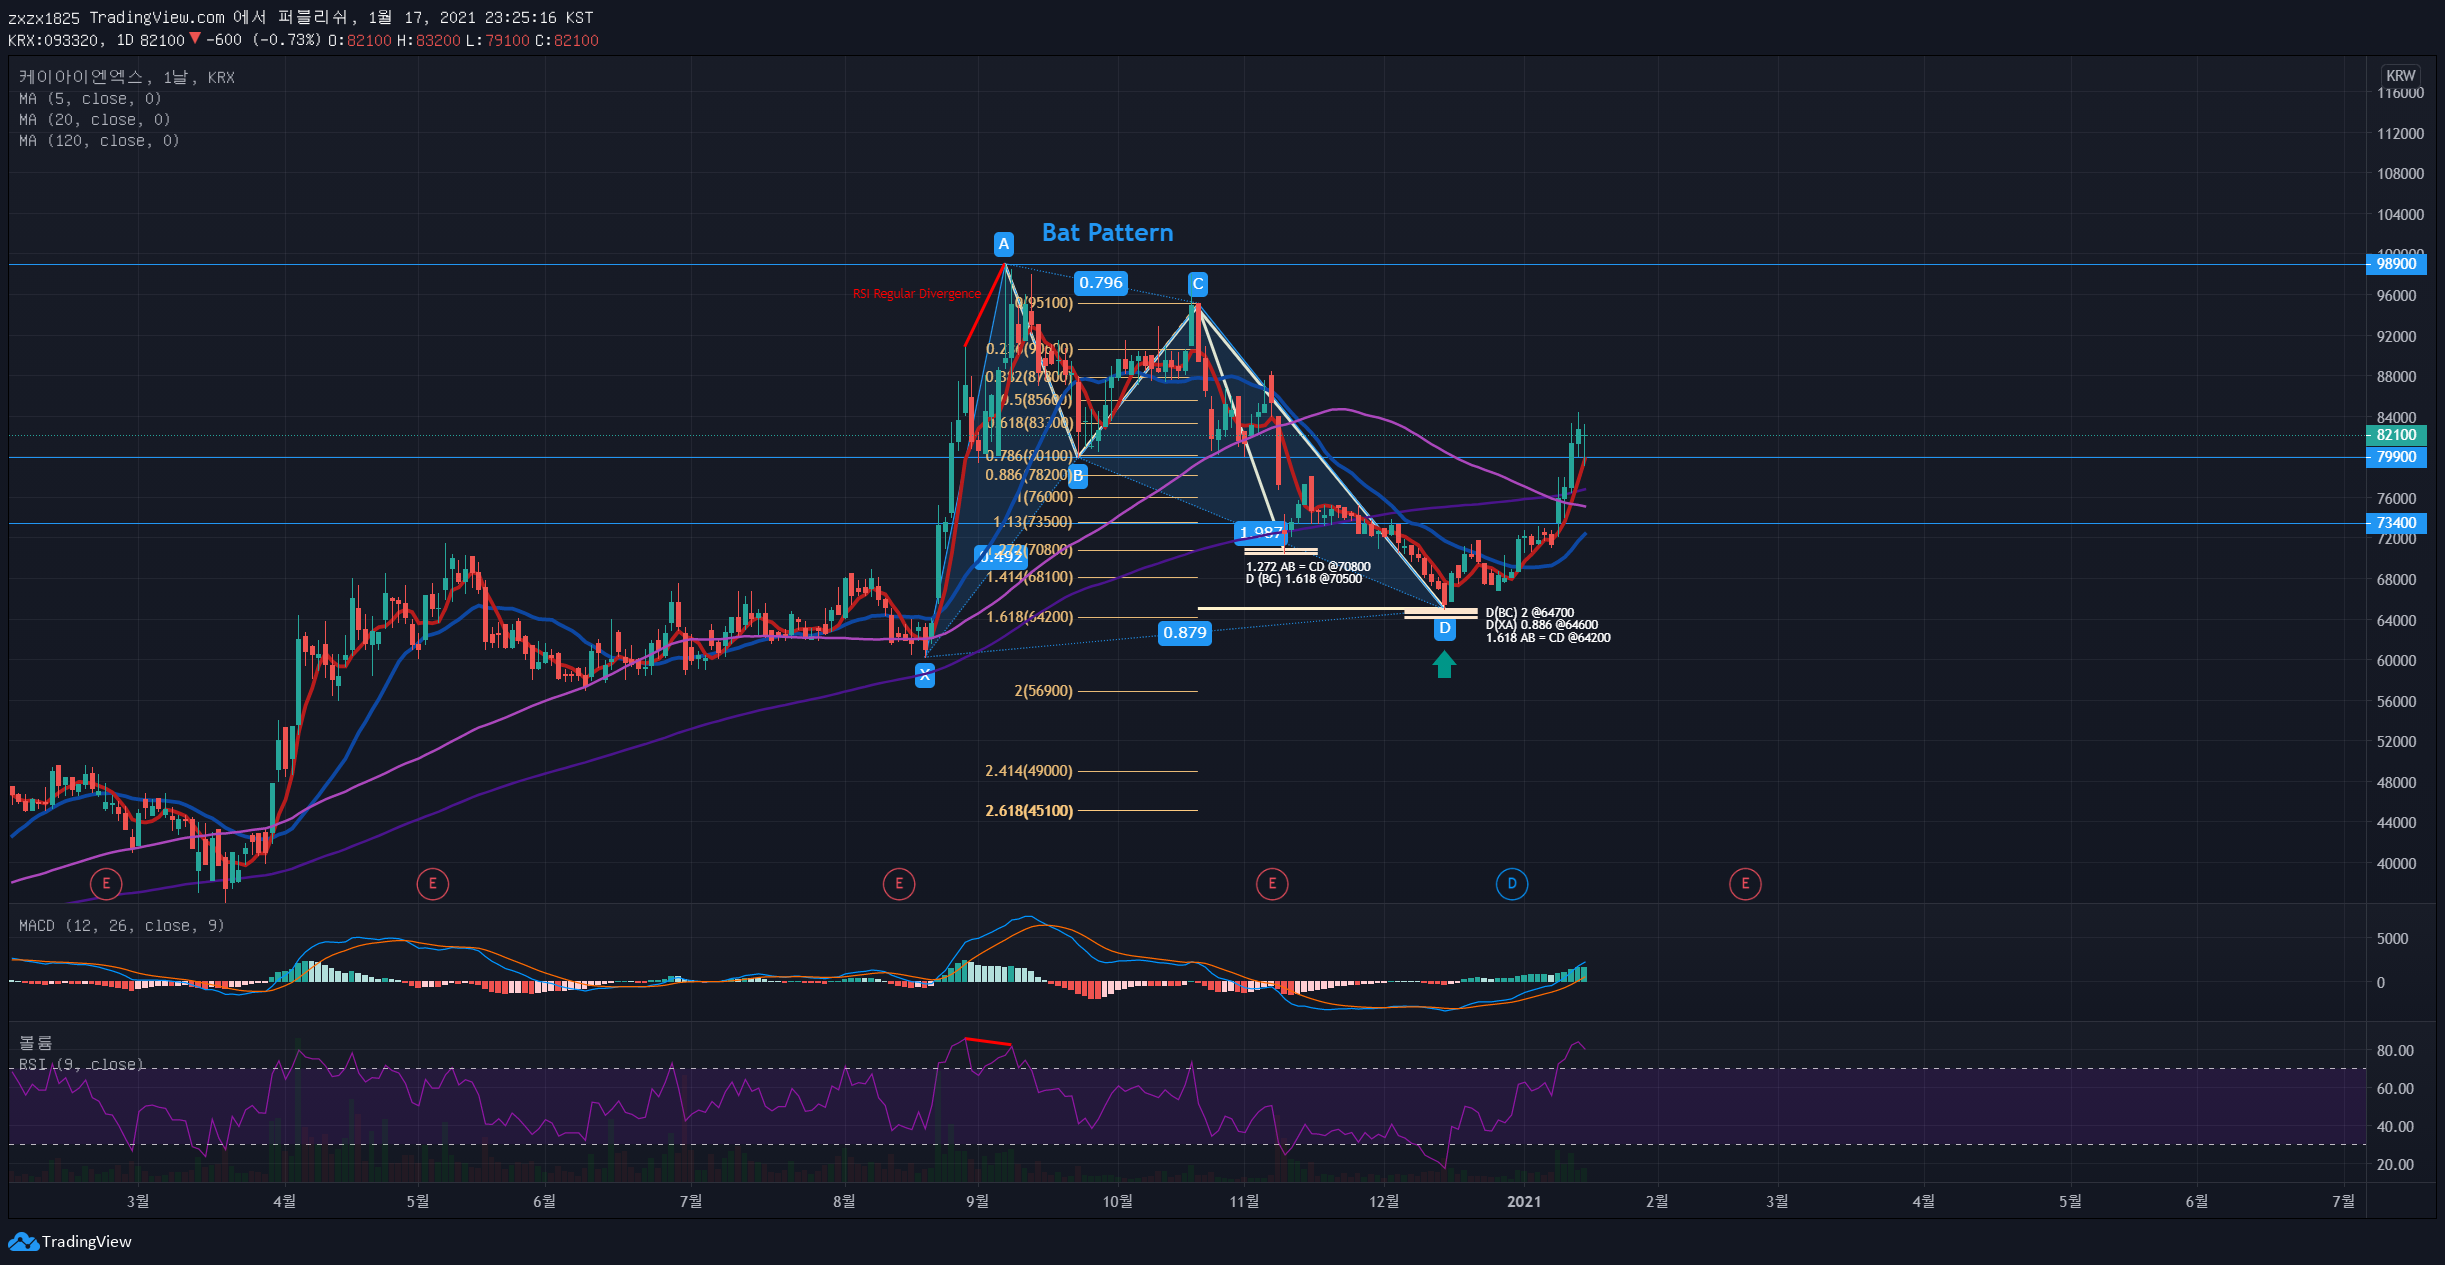 zxzx1825 TradingView.com 에서 퍼블리쉬, 1월 17, 2021 23:25:16 KST
KRX:093320, 1D 82100 ▼ −600 (−0.73%) O:82100 H:83200 L:79100 C:82100
케이아이엔엑스, 1날, KRX
MA (5, close, 0)
MA (20, close, 0)
MA (120, close, 0)
KRW
116000
112000
108000
104000
100000
98900
96000
92000
88000
84000
82100
79900
76000
73400
72000
68000
64000
60000
56000
52000
48000
44000
40000
Bat Pattern
A
0.796
C
RSI Regular Divergence
0(95100)
0.236(90600)
0.382(87800)
0.5(85600)
0.618(83300)
0.786(80100)
0.886(78200)
B
1(76000)
1.13(73500)
1.987
1.272(70800)
0.492
1.414(68100)
1.272 AB = CD @70800
D (BC) 1.618 @70500
1.618(64200)
D(BC) 2 @64700
D(XA) 0.886 @64600
1.618 AB = CD @64200
D
0.879
X
2(56900)
2.414(49000)
2.618(45100)
E E E E D E
MACD (12, 26, close, 9)
5000
0
볼륨
RSI (9, close)
80.00
60.00
40.00
20.00
3월 4월 5월 6월 7월 8월 9월 10월 11월 12월 2021 2월 3월 4월 5월 6월 7월
TradingView